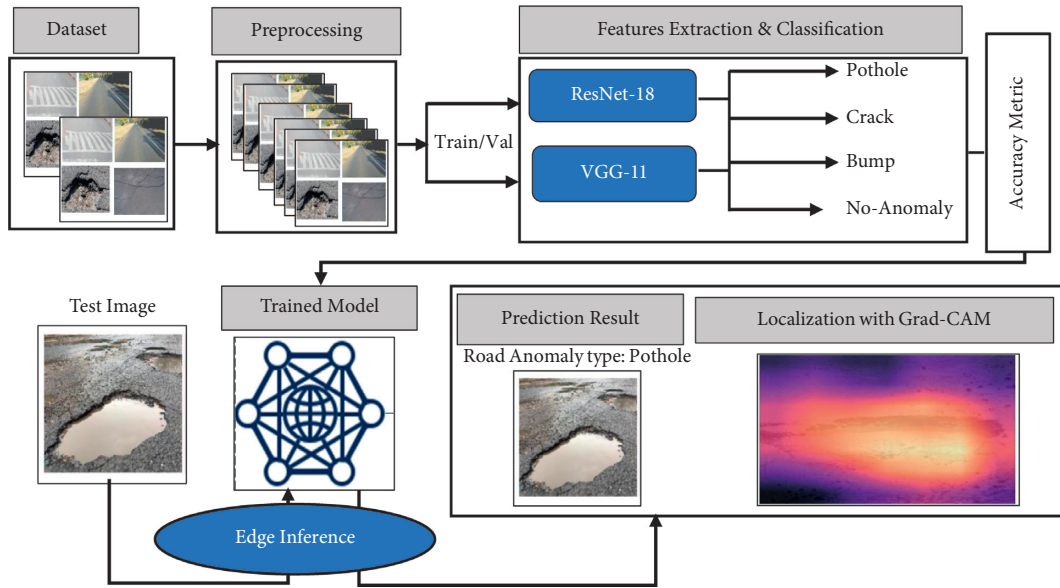 Dataset
Preprocessing
Features Extraction & Classification
ResNet-18
VGG-11
Train/Val
Pothole
Crack
Bump
No-Anomaly
Accuracy Metric
Test Image
Trained Model
Edge Inference
Prediction Result
Road Anomaly type: Pothole
Localization with Grad-CAM